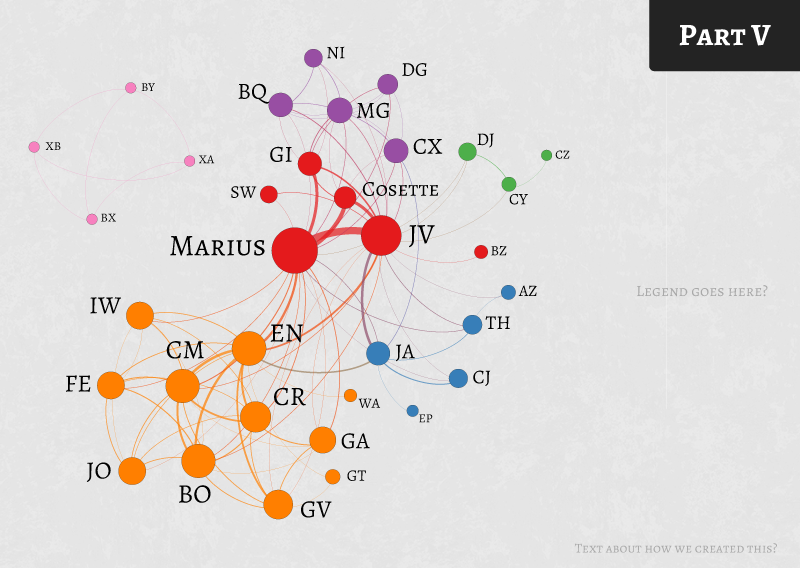 Part V
NI
DG
BY
BQ
MG
DJ
XB
CX
GI
CZ
XA
SW
Cosette
CY
BX
JV
Marius
BZ
AZ
Legend goes here?
IW
TH
EN
CM
JA
CJ
FE
CR
WA
EP
GA
JO
GT
BO
GV
Text about how we created this?